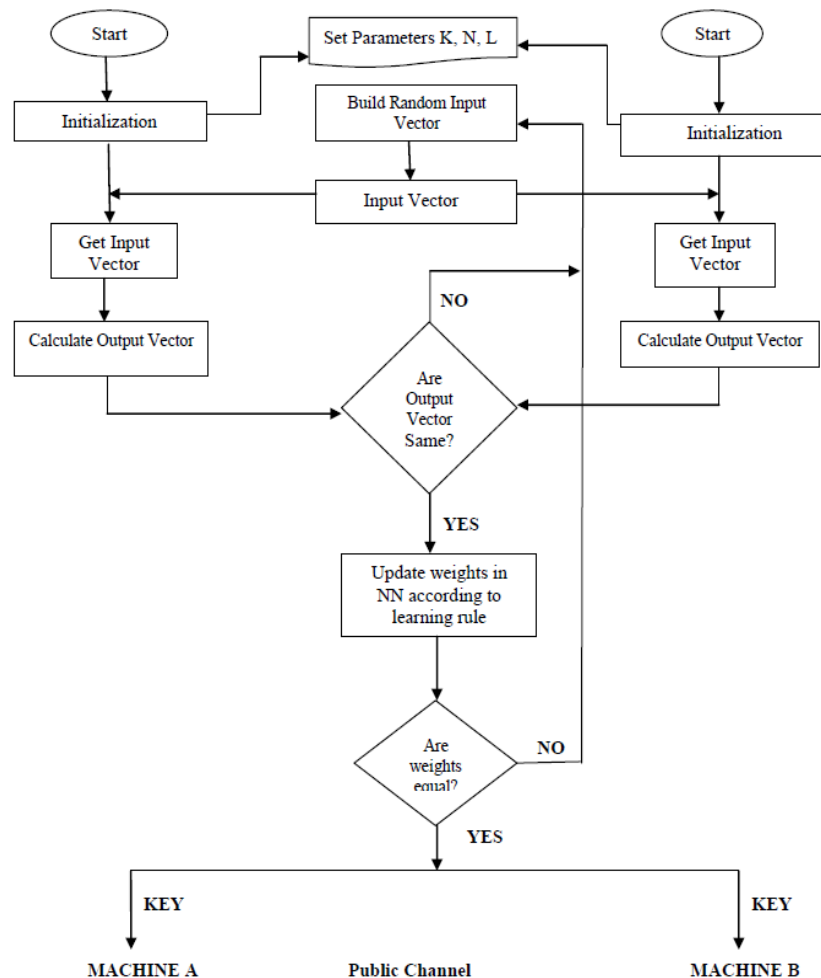 Start
Set Parameters K, N, L
Start
Initialization
Build Random Input
Vector
Initialization
Input Vector
Get Input
Vector
Get Input
Vector
NO
Calculate Output Vector
Calculate Output Vector
Are
Output
Vector
Same?
YES
Update weights in
NN according to
learning rule
Are
weights
equal?
NO
YES
KEY
KEY
MACHINE A
Public Channel
MACHINE B